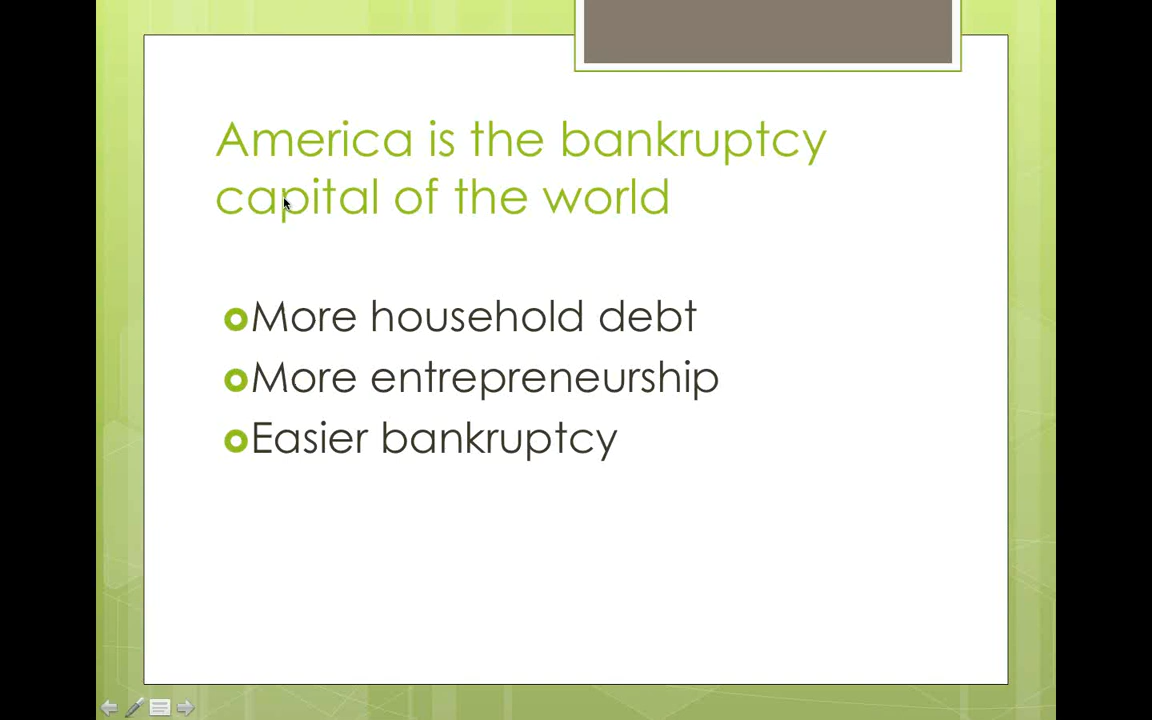 America is the bankruptcy
capital of the world
More household debt
More entrepreneurship
Easier bankruptcy